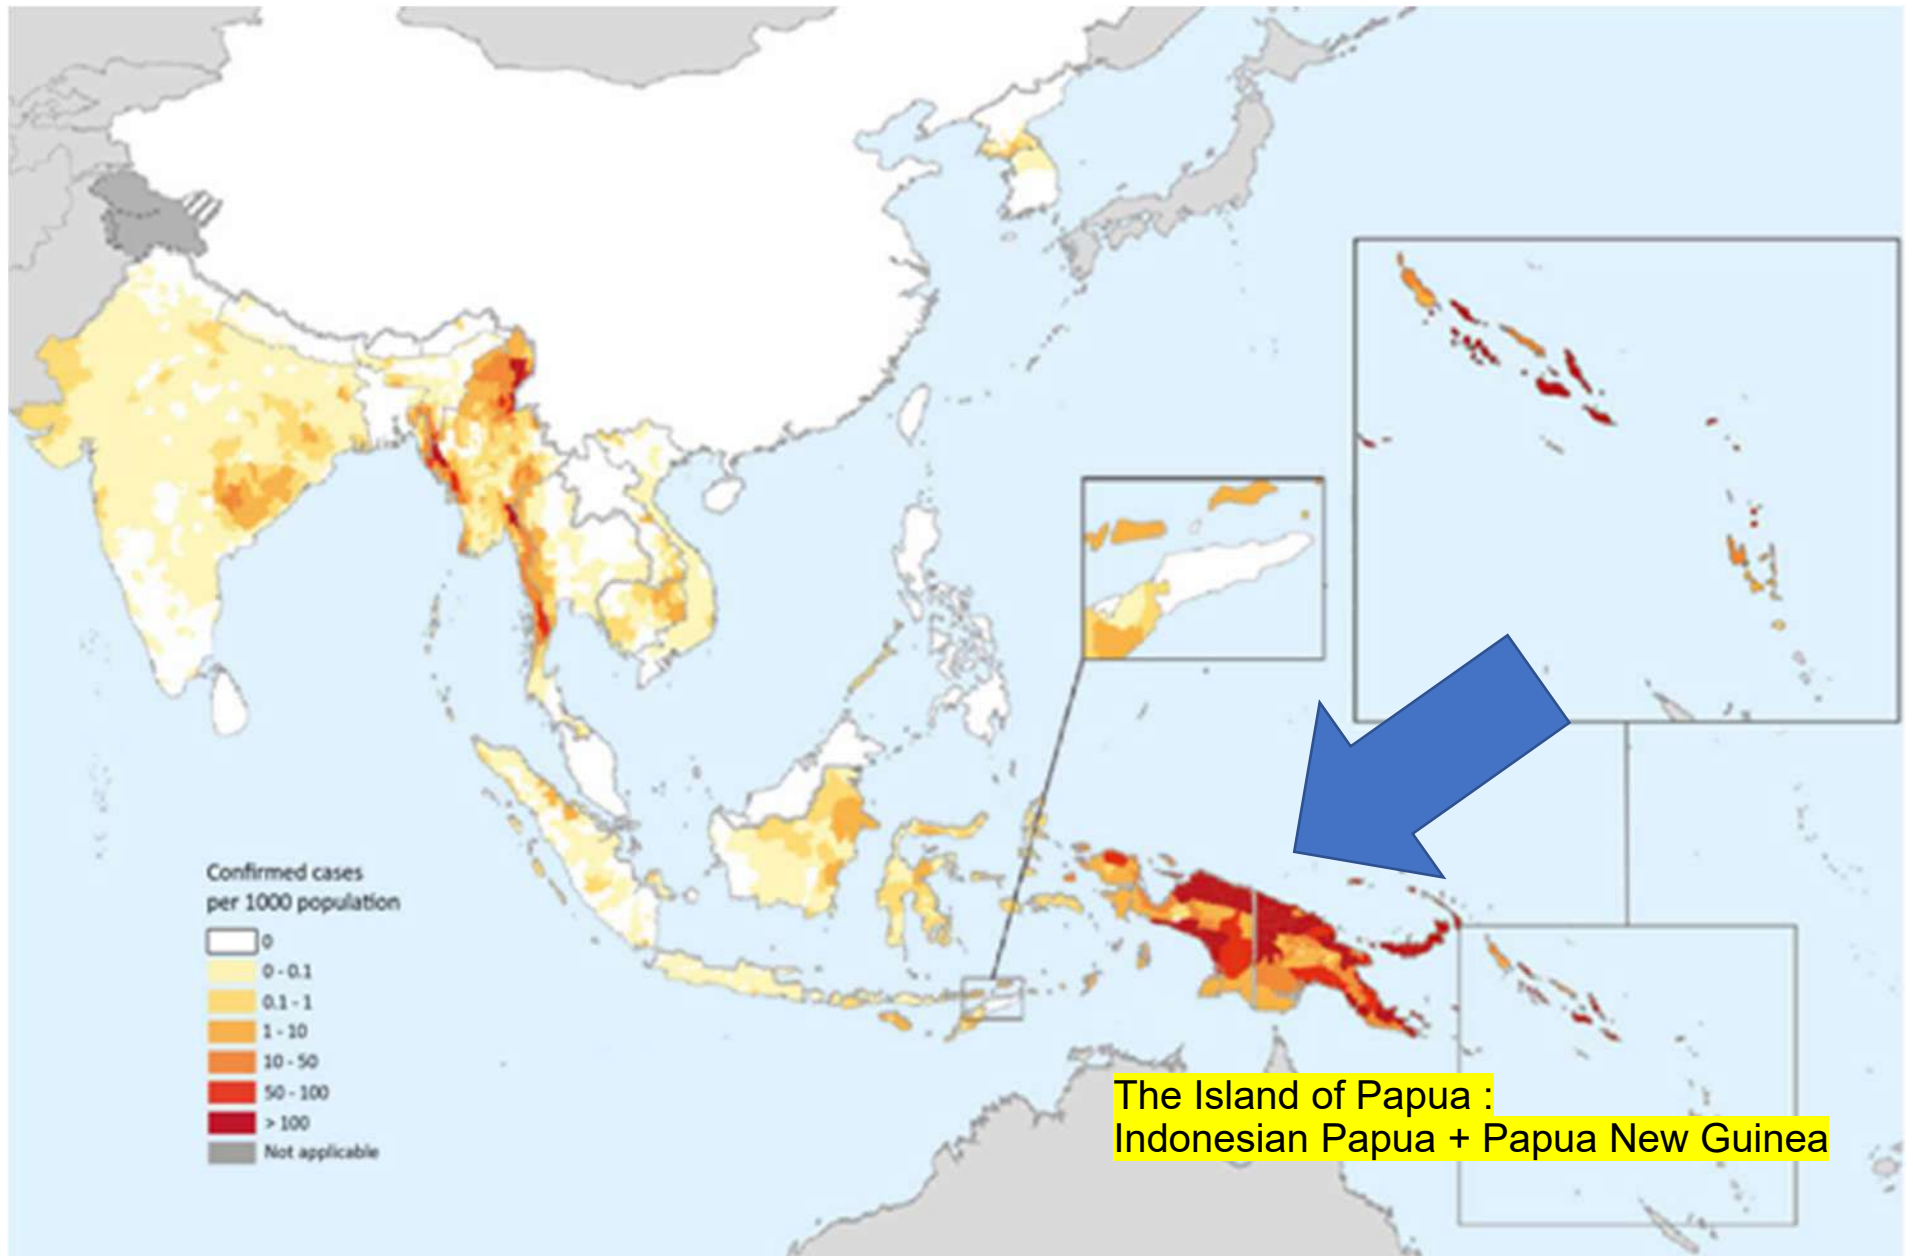 Confirmed cases
per 1000 population
0
0 - 0.1
0.1 - 1
1 - 10
10 - 50
50 - 100
> 100
Not applicable
The Island of Papua :
Indonesian Papua + Papua New Guinea